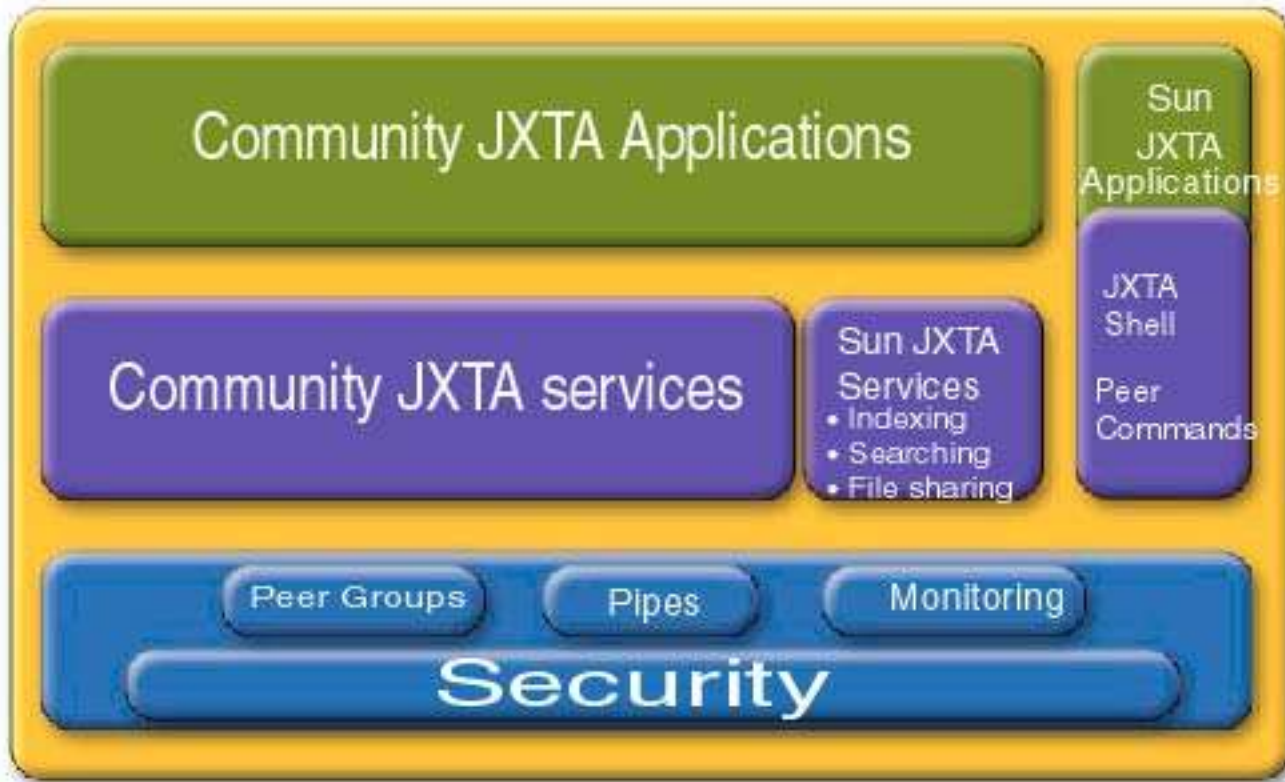 Community JXTA Applications
Sun
JXTA
Applications
Community JXTA services
Sun JXTA
Services
• Indexing
• Searching
• File sharing
JXTA
Shell
Peer
Commands
Peer Groups
Pipes
Monitoring
Security